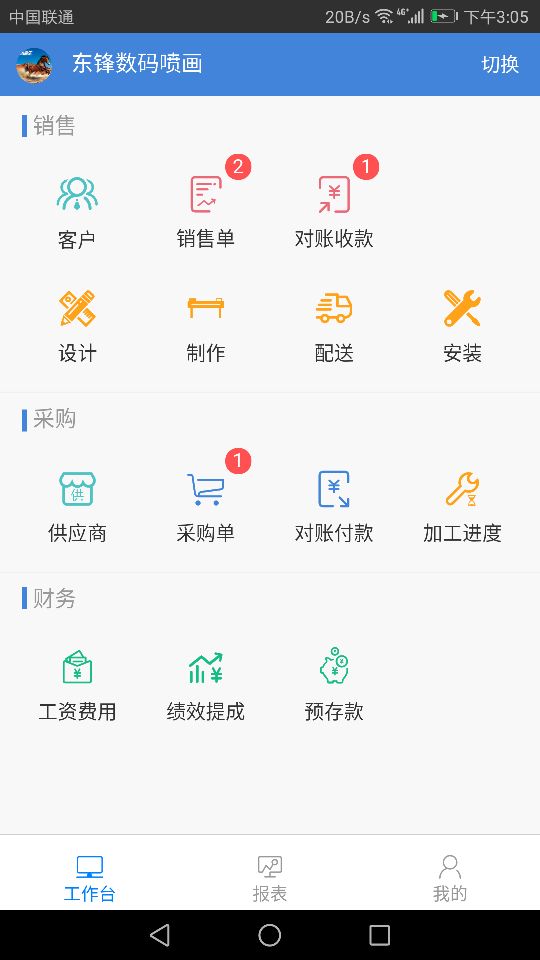 中国联通 20B/s 4G+ 下午3:05
东锋数码喷画 切换
销售
2 1
客户 销售单 对账收款
设计 制作 配送 安装
采购
供 1
供应商 采购单 对账付款 加工进度
财务
工资费用 绩效提成 预存款
工作台 报表 我的